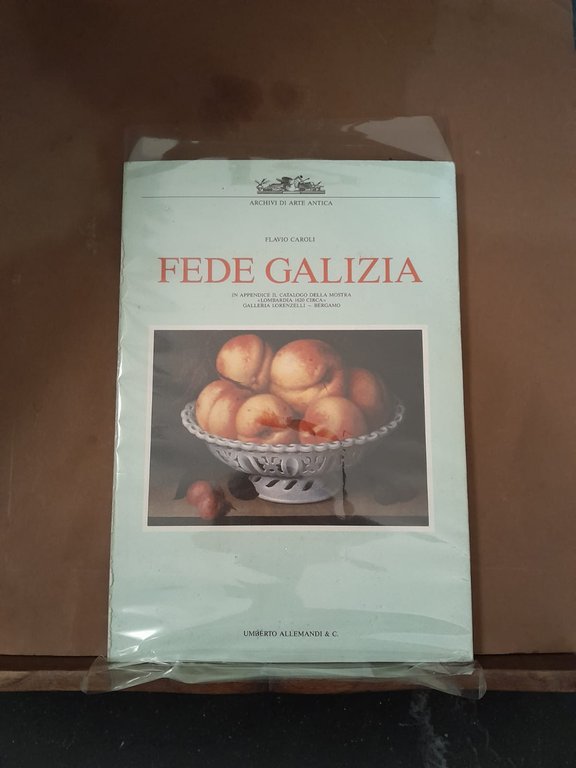 ARCHIVI DI ARTE ANTICA
FLAVIO CAROLI
FEDE GALIZIA
IN APPENDICE IL CATALOGO DELLA MOSTRA
«LOMBARDIA 1620 CIRCA»
GALLERIA LORENZELLI – BERGAMO
UMBERTO ALLEMANDI & C.